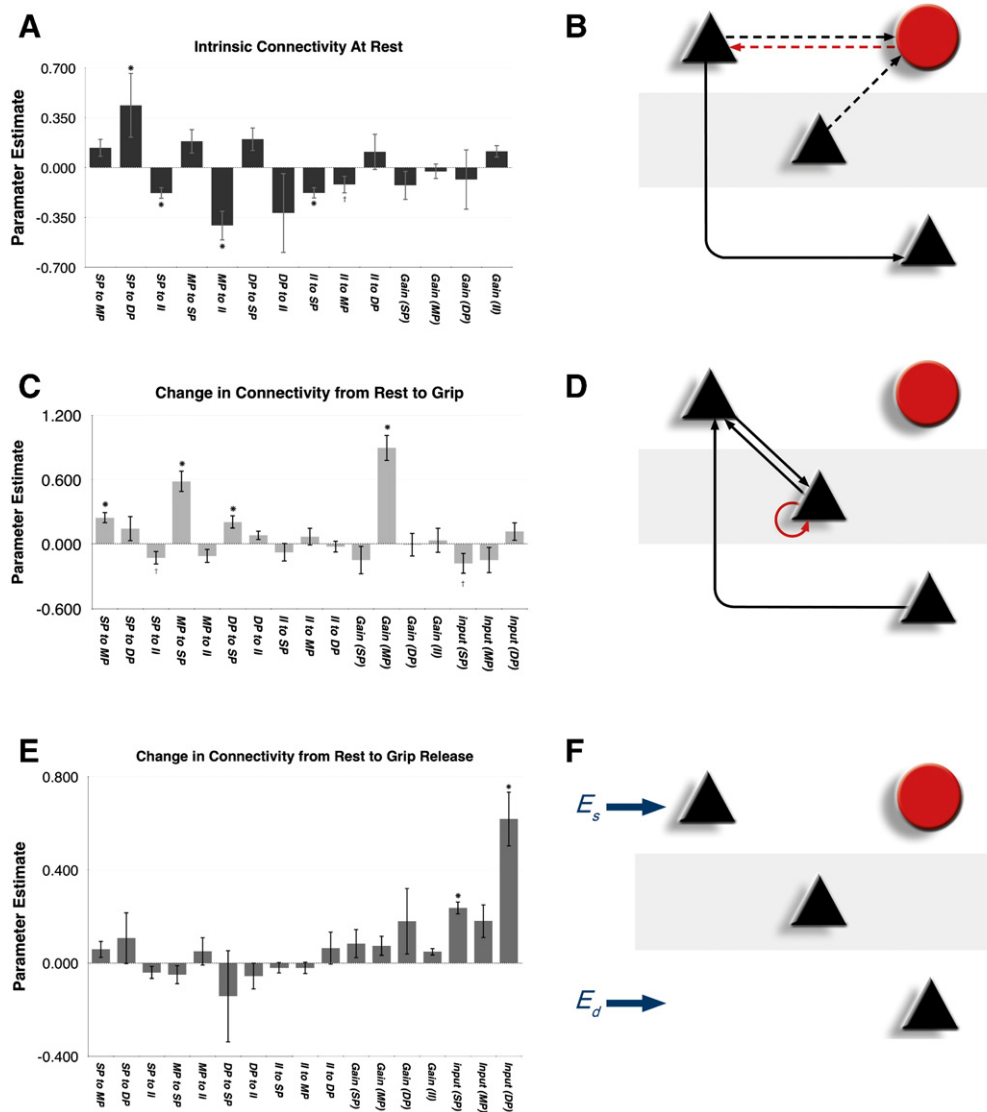 A
Intrinsic Connectivity At Rest
Paramater Estimate
0.700
0.350
0.000
-0.350
-0.700
SP to MP
SP to DP
SP to II
MP to SP
MP to II
DP to SP
DP to II
II to SP
II to MP
II to DP
Gain (SP)
Gain (MP)
Gain (DP)
Gain (II)
*
*
*
*
†
B
C
Change in Connectivity from Rest to Grip
Parameter Estimate
1.200
0.600
0.000
-0.600
SP to MP
SP to DP
SP to II
MP to SP
MP to II
DP to SP
DP to II
II to SP
II to MP
II to DP
Gain (SP)
Gain (MP)
Gain (DP)
Gain (II)
Input (SP)
Input (MP)
Input (DP)
*
†
*
*
*
†
D
E
Change in Connectivity from Rest to Grip Release
Parameter Estimate
0.800
0.400
0.000
-0.400
SP to MP
SP to DP
SP to II
MP to SP
MP to II
DP to SP
DP to II
II to SP
II to MP
II to DP
Gain (SP)
Gain (MP)
Gain (DP)
Gain (II)
Input (SP)
Input (MP)
Input (DP)
*
*
F
Es
Ed